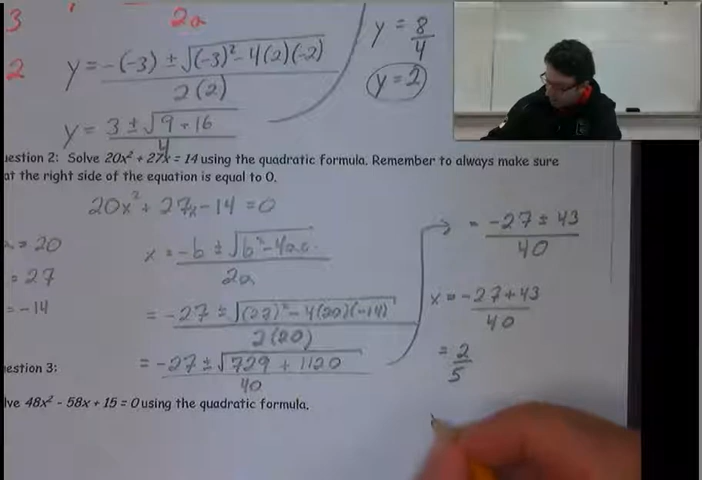 3
2a
2
y = -(-3) ± √(-3)² - 4(2)(-2)
2(2)
y = 3 ± √9 + 16
4
y = 8/4
y = 2
uestion 2: Solve 20x² + 27x = 14 using the quadratic formula. Remember to always make sure
at the right side of the equation is equal to 0.
20x² + 27x - 14 = 0
= 20
= 27
= -14
x = -b ± √b² - 4ac
2a
= -27 ± √(27)² - 4(20)(-14)
2(20)
= -27 ± √729 + 1120
40
= -27 ± 43
40
x = -27 + 43
40
= 2/5
estion 3:
lve 48x² - 58x + 15 = 0 using the quadratic formula.